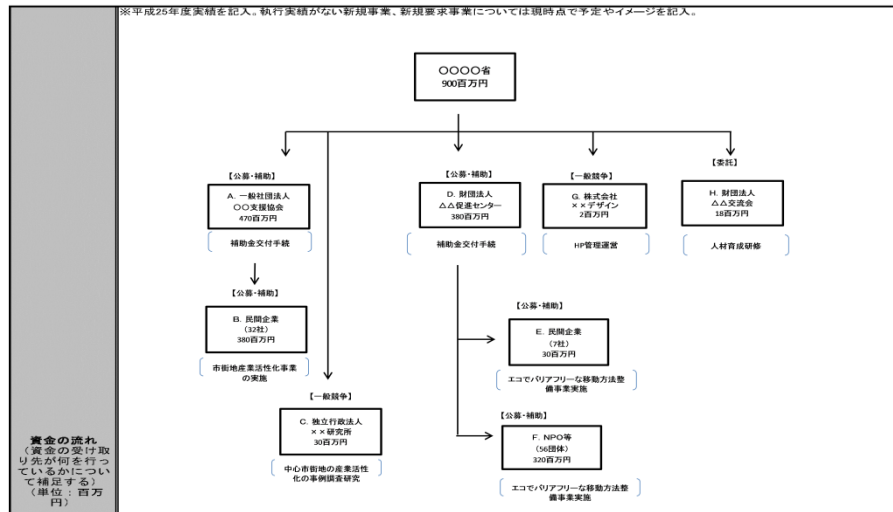 ※平成25年度実績を記入。執行実績がない新規事業、新規要求事業については現時点で予定やイメージを記入。
〇〇〇〇省
900百万円
【公募・補助】
A. 一般社団法人
〇〇支援協会
470百万円
補助金交付手続
【公募・補助】
D. 財団法人
△△促進センター
380百万円
補助金交付手続
【一般競争】
G. 株式会社
××デザイン
2百万円
HP管理運営
【委託】
H. 財団法人
△△交流会
18百万円
人材育成研修
【公募・補助】
B. 民間企業
(32社)
380百万円
市街地産業活性化事業
の実施
【公募・補助】
E. 民間企業
(7社)
30百万円
エコでバリアフリーな移動方法整
備事業実施
【一般競争】
C. 独立行政法人
××研究所
30百万円
中心市街地の産業活性
化の事例調査研究
【公募・補助】
F. NPO等
(56団体)
320百万円
エコでバリアフリーな移動方法整
備事業実施
資金の流れ
（資金の受け取
り先が何を行っ
ているかについ
て補足する）
（単位：百万
円）